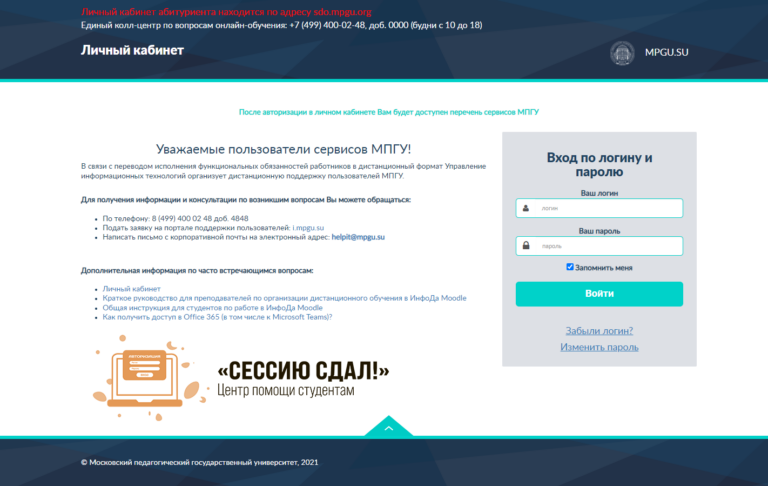 Личный кабинет абитуриента находится по адресу sdo.mpgu.org
Единый колл-центр по вопросам онлайн-обучения: +7 (499) 400-02-48, доб. 0000 (будни с 10 до 18)
Личный кабинет
MPGU.SU
После авторизации в личном кабинете Вам будет доступен перечень сервисов МПГУ
Уважаемые пользователи сервисов МПГУ!
В связи с переводом исполнения функциональных обязанностей работников в дистанционный формат Управление
информационных технологий организует дистанционную поддержку пользователей МПГУ.
Для получения информации и консультации по возникшим вопросам Вы можете обращаться:
По телефону: 8 (499) 400 02 48 доб. 4848
Подать заявку на портале поддержки пользователей: i.mpgu.su
Написать письмо с корпоративной почты на электронный адрес: helpit@mpgu.su
Дополнительная информация по часто встречающимся вопросам:
Личный кабинет
Краткое руководство для преподавателей по организации дистанционного обучения в ИнфоДа Moodle
Общая инструкция для студентов по работе в ИнфоДа Moodle
Как получить доступ в Office 365 (в том числе к Microsoft Teams)?
Вход по логину и
паролю
Ваш логин
логин
Ваш пароль
пароль
Запомнить меня
Войти
Забыли логин?
Изменить пароль
АВТОРИЗАЦИЯ
«СЕССИЮ СДАЛ!»
Центр помощи студентам
© Московский педагогический государственный университет, 2021